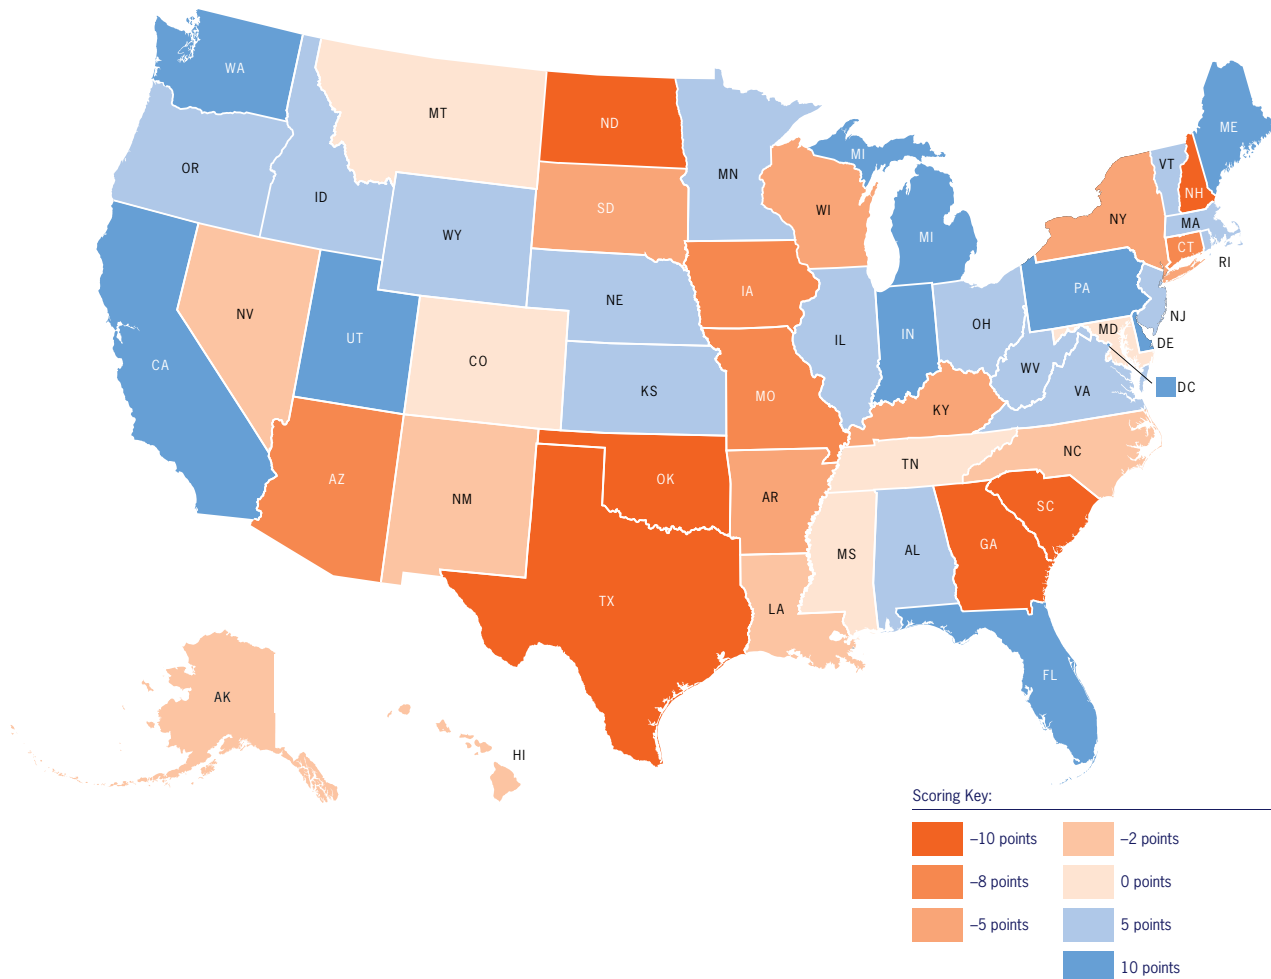 WA
MT
ND
ME
MI
VT
OR
MN
NH
ID
SD
WI
NY
MA
WY
MI
CT
RI
IA
PA
NE
NV
NJ
UT
OH
MD
CO
IN
DE
IL
CA
WV
DC
KS
VA
MO
KY
NC
TN
AZ
OK
NM
AR
SC
GA
AL
MS
TX
LA
FL
AK
HI
Scoring Key:
–10 points
–2 points
–8 points
0 points
–5 points
5 points
10 points